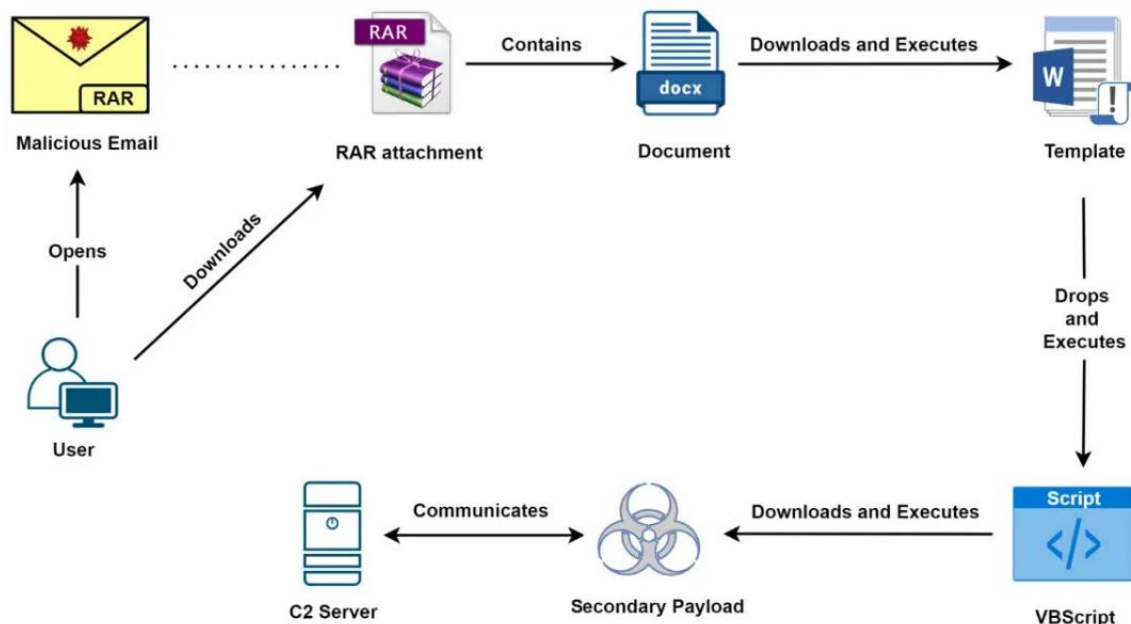 RAR
Malicious Email
RAR
RAR attachment
Contains
docx
Document
Downloads and Executes
W
!
Template
Opens
Downloads
User
Drops
and
Executes
Script
</>
VBScript
Downloads and Executes
Secondary Payload
Communicates
C2 Server